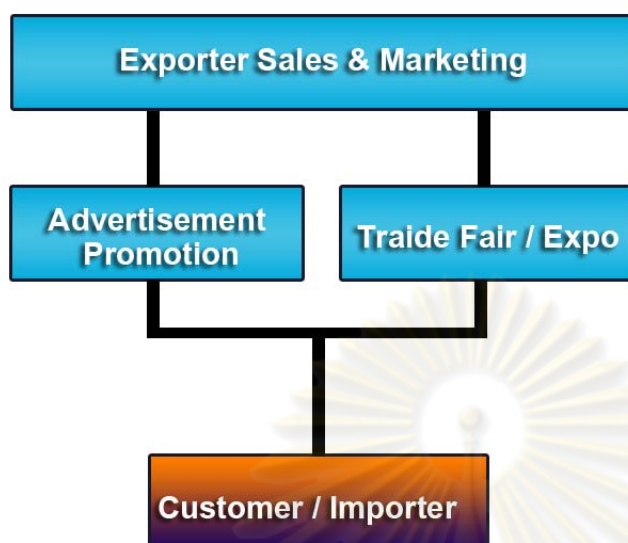 Exporter Sales & Marketing
Advertisement
Promotion
Traide Fair / Expo
Customer / Importer